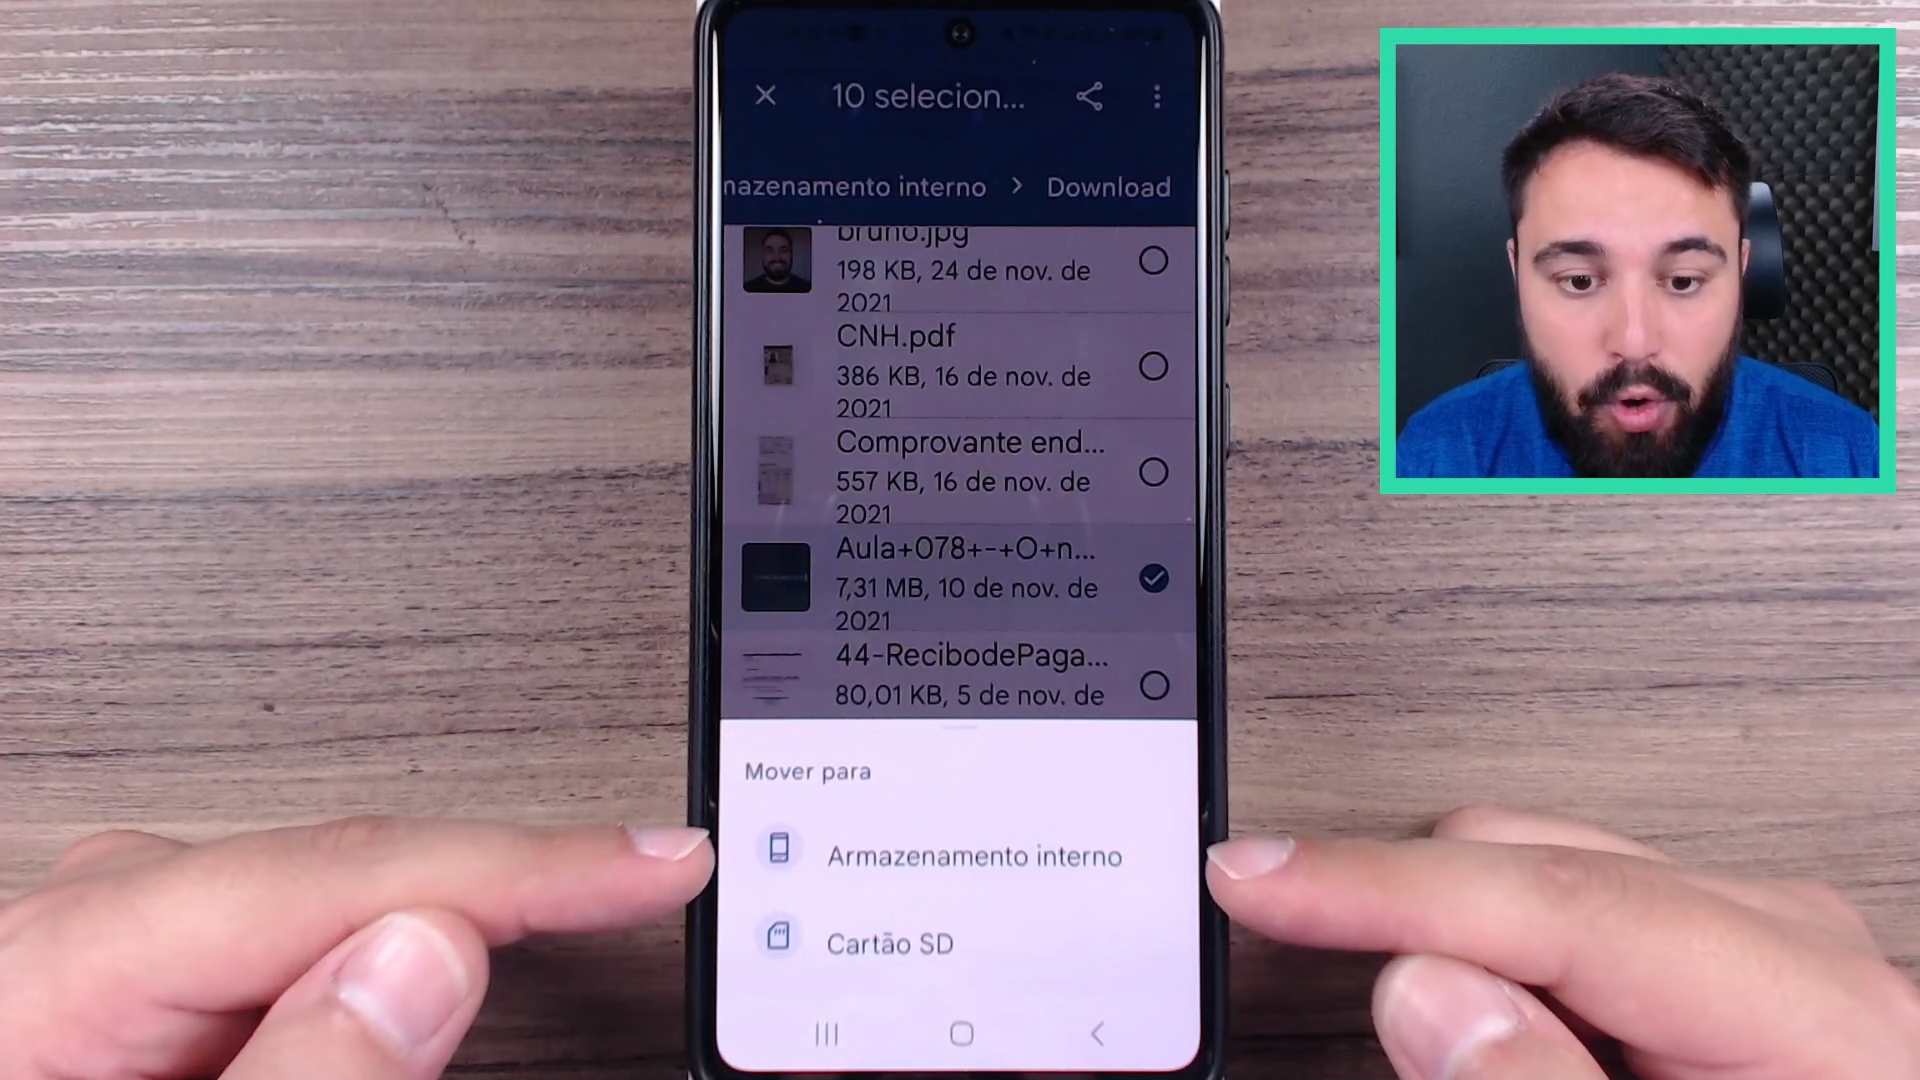 10 selecion...
mazenamento interno > Download
bruno.jpg
198 KB, 24 de nov. de
2021
CNH.pdf
386 KB, 16 de nov. de
2021
Comprovante end...
557 KB, 16 de nov. de
2021
Aula+078+-+O+n...
7,31 MB, 10 de nov. de
2021
44-RecibodePaga...
80,01 KB, 5 de nov. de
Mover para
Armazenamento interno
Cartão SD